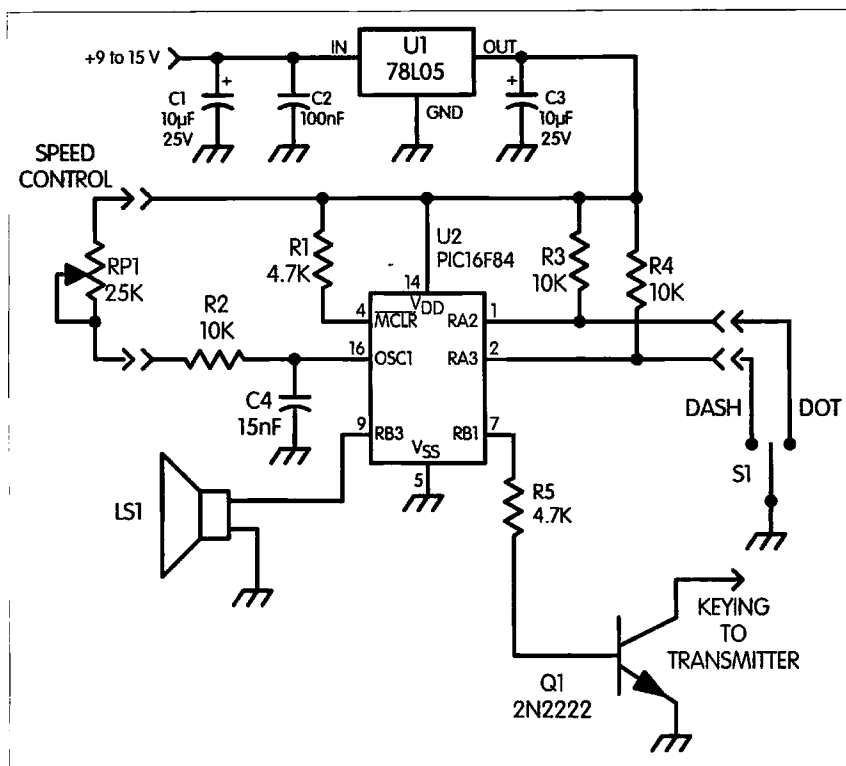 +9 to 15 V
IN
U1
78L05
OUT
GND
C1
10µF
25V
+
C2
100nF
+
C3
10µF
25V
SPEED
CONTROL
RP1
25K
R1
4.7K
U2
PIC16F84
R3
10K
R4
10K
R2
10K
14
VDD
4
MCLR
RA2
1
16
OSC1
RA3
2
C4
15nF
9
RB3
VSS
RB1
7
5
DASH
DOT
S1
LS1
R5
4.7K
KEYING
TO
TRANSMITTER
Q1
2N2222